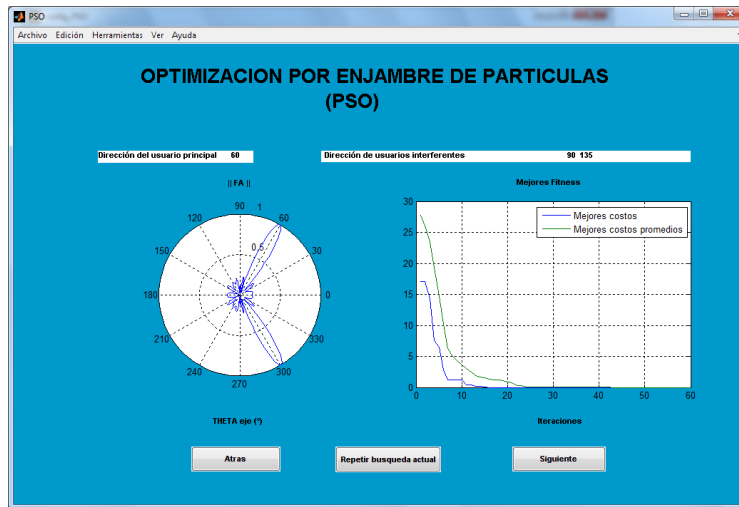 PSO
Archivo Edición Herramientas Ver Ayuda
OPTIMIZACION POR ENJAMBRE DE PARTICULAS
(PSO)
Dirección del usuario principal 60
Dirección de usuarios interferentes 90 135
|| FA ||
90 1
120 60
0.5
150 30
180 0
210 330
240 300
270
THETA eje (°)
Mejores Fitness
Mejores costos
Mejores costos promedios
30
25
20
15
10
5
0
0 10 20 30 40 50 60
Iteraciones
Atras
Repetir busqueda actual
Siguiente